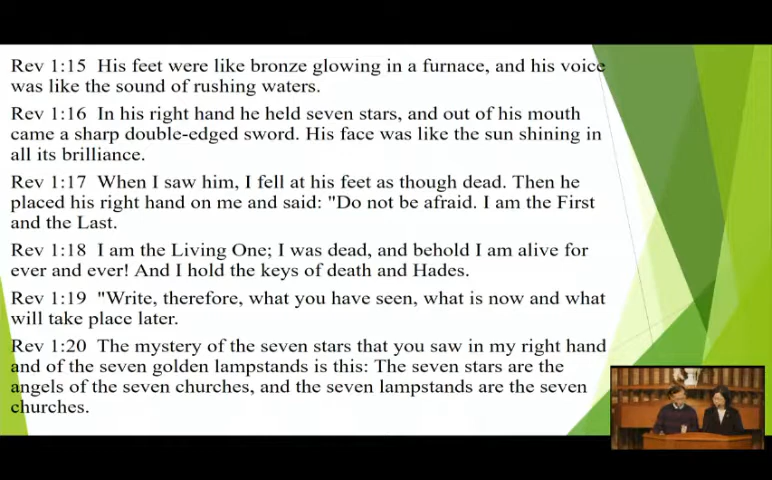 Rev 1:15  His feet were like bronze glowing in a furnace, and his voice
was like the sound of rushing waters.
Rev 1:16  In his right hand he held seven stars, and out of his mouth
came a sharp double-edged sword. His face was like the sun shining in
all its brilliance.
Rev 1:17  When I saw him, I fell at his feet as though dead. Then he
placed his right hand on me and said: "Do not be afraid. I am the First
and the Last.
Rev 1:18  I am the Living One; I was dead, and behold I am alive for
ever and ever! And I hold the keys of death and Hades.
Rev 1:19  "Write, therefore, what you have seen, what is now and what
will take place later.
Rev 1:20  The mystery of the seven stars that you saw in my right hand
and of the seven golden lampstands is this: The seven stars are the
angels of the seven churches, and the seven lampstands are the seven
churches.